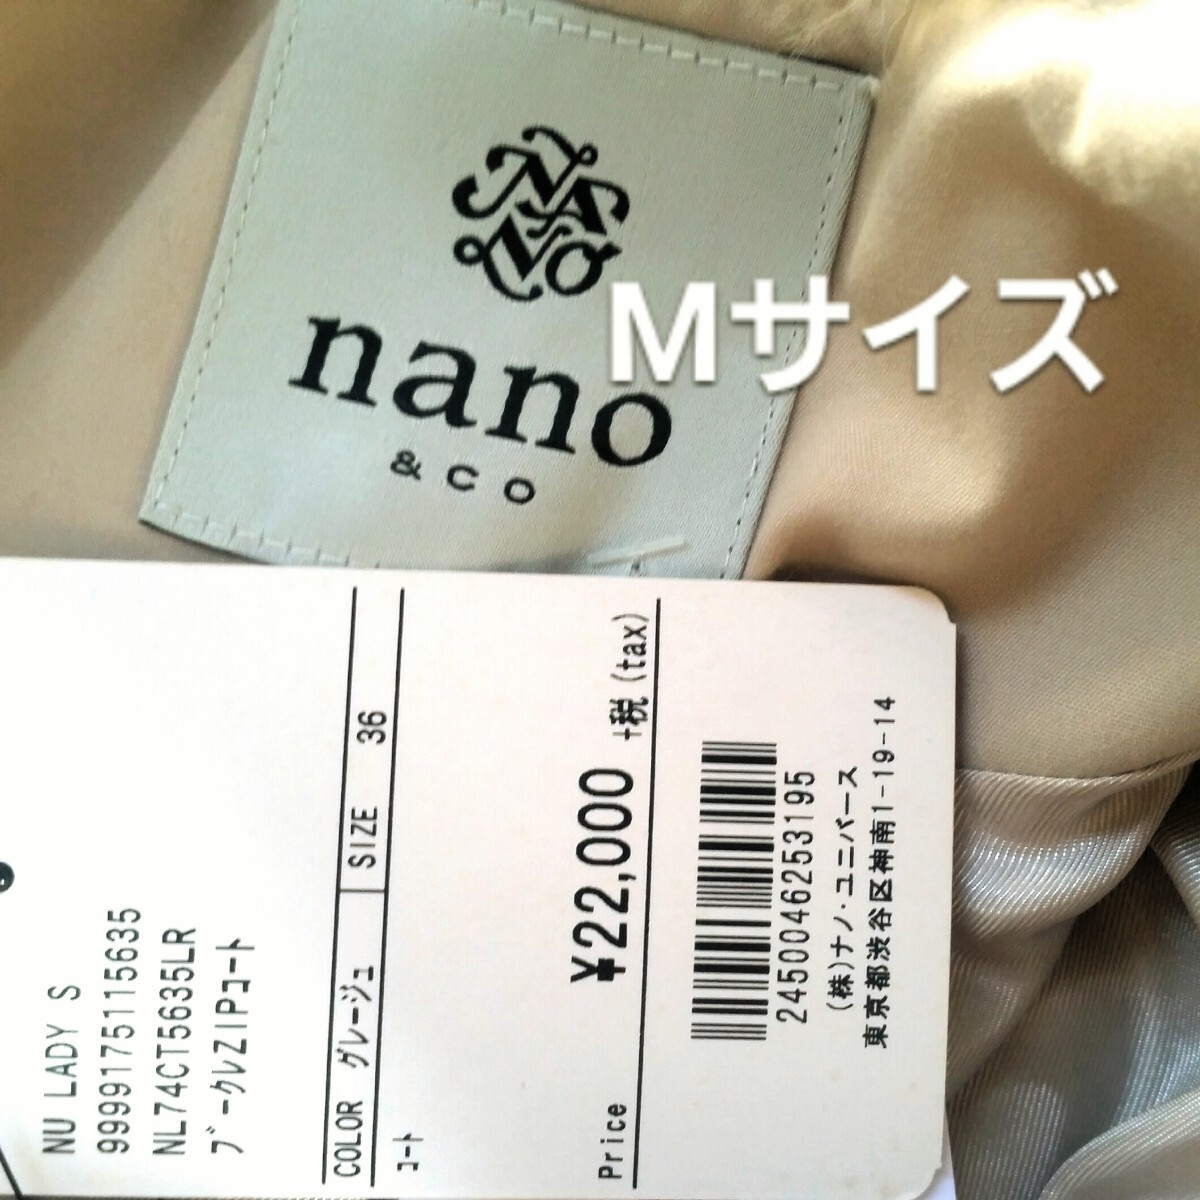 nano
& co
Mサイズ
NU LADY S
9999175115635
NL74CT5635LR
ブークレZIPコート
COLOR グレージュ SIZE 36
コート
Price ¥22,000 +税(tax)
2450046253195
(株)ナノ・ユニバース
東京都渋谷区神南1-19-14